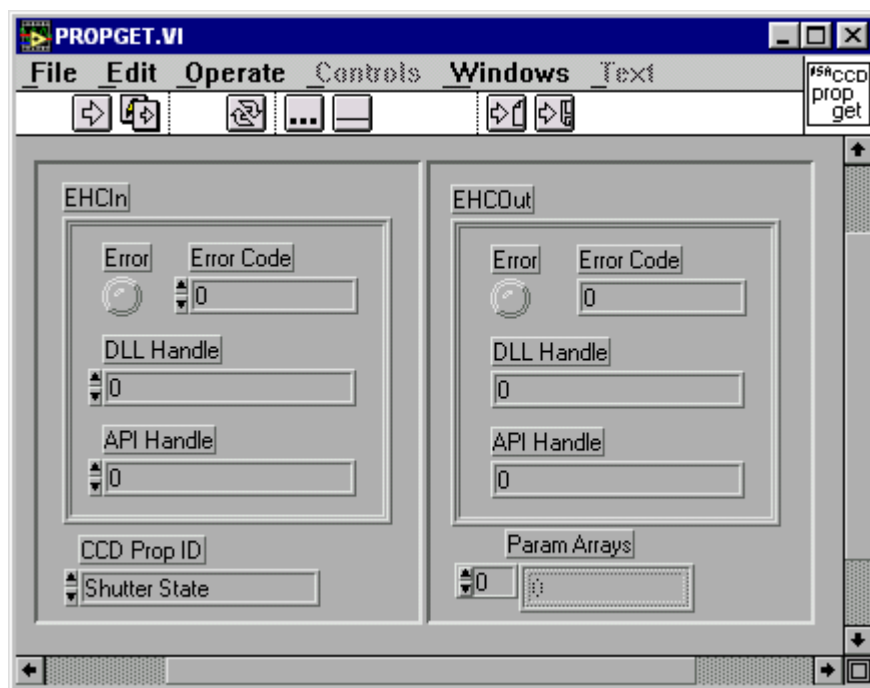 PROPGET.VI
File Edit Operate Controls Windows Text
ISACCD
prop
get
EHCIn
Error Error Code
0
DLL Handle
0
API Handle
0
CCD Prop ID
Shutter State
EHCOut
Error Error Code
0
DLL Handle
0
API Handle
0
Param Arrays
0 0